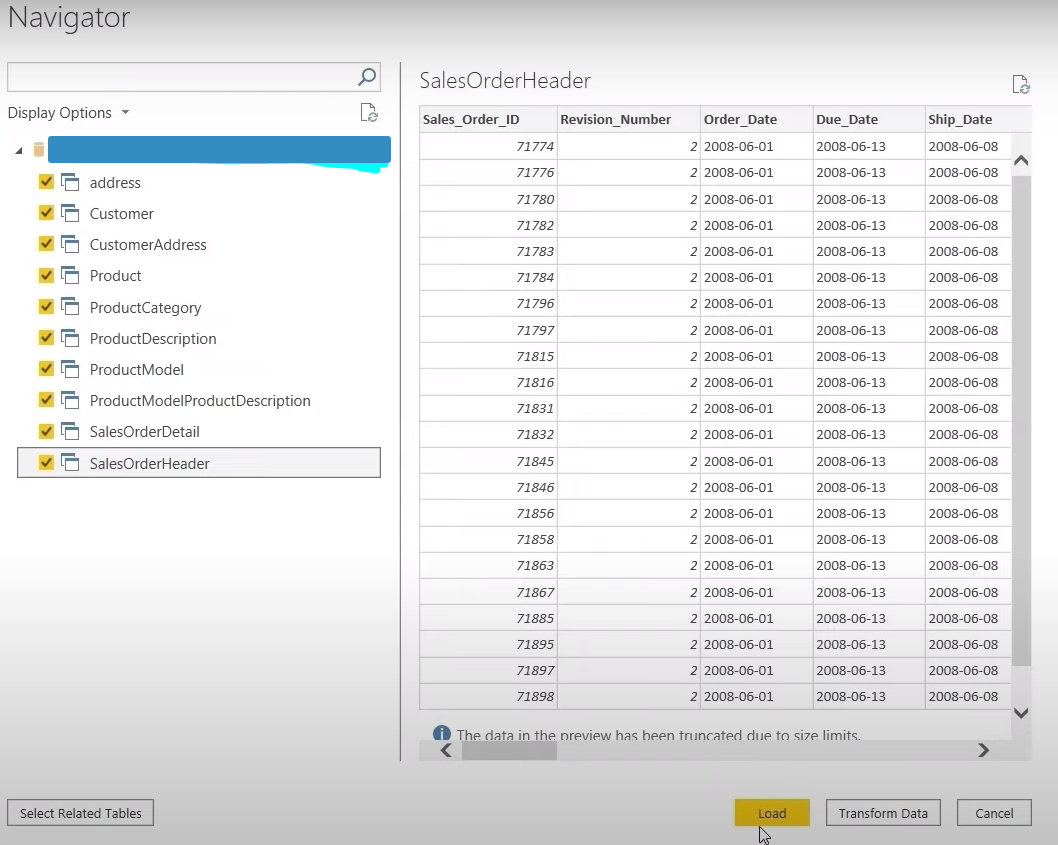 Navigator
Display Options
address
Customer
CustomerAddress
Product
ProductCategory
ProductDescription
ProductModel
ProductModelProductDescription
SalesOrderDetail
SalesOrderHeader
SalesOrderHeader
Sales_Order_ID Revision_Number Order_Date Due_Date Ship_Date
71774 2 2008-06-01 2008-06-13 2008-06-08
71776 2 2008-06-01 2008-06-13 2008-06-08
71780 2 2008-06-01 2008-06-13 2008-06-08
71782 2 2008-06-01 2008-06-13 2008-06-08
71783 2 2008-06-01 2008-06-13 2008-06-08
71784 2 2008-06-01 2008-06-13 2008-06-08
71796 2 2008-06-01 2008-06-13 2008-06-08
71797 2 2008-06-01 2008-06-13 2008-06-08
71815 2 2008-06-01 2008-06-13 2008-06-08
71816 2 2008-06-01 2008-06-13 2008-06-08
71831 2 2008-06-01 2008-06-13 2008-06-08
71832 2 2008-06-01 2008-06-13 2008-06-08
71845 2 2008-06-01 2008-06-13 2008-06-08
71846 2 2008-06-01 2008-06-13 2008-06-08
71856 2 2008-06-01 2008-06-13 2008-06-08
71858 2 2008-06-01 2008-06-13 2008-06-08
71863 2 2008-06-01 2008-06-13 2008-06-08
71867 2 2008-06-01 2008-06-13 2008-06-08
71885 2 2008-06-01 2008-06-13 2008-06-08
71895 2 2008-06-01 2008-06-13 2008-06-08
71897 2 2008-06-01 2008-06-13 2008-06-08
71898 2 2008-06-01 2008-06-13 2008-06-08
The data in the preview has been truncated due to size limits.
Select Related Tables
Load
Transform Data
Cancel